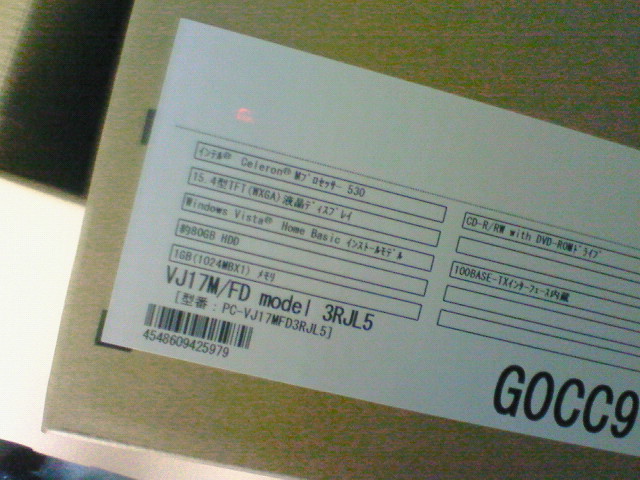 インテル® Celeron® Mプロセッサー 530
15.4型TFT(WXGA)液晶ディスプレイ
Windows Vista® Home Basic インストールモデル
約80GB HDD
1GB(1024MBX1) メモリ
CD-R/RW with DVD-ROMドライブ
100BASE-TXインターフェース内蔵
VJ17M/FD model 3RJL5
[型番:PC-VJ17MFD3RJL5]
4548609425979
GOCC9